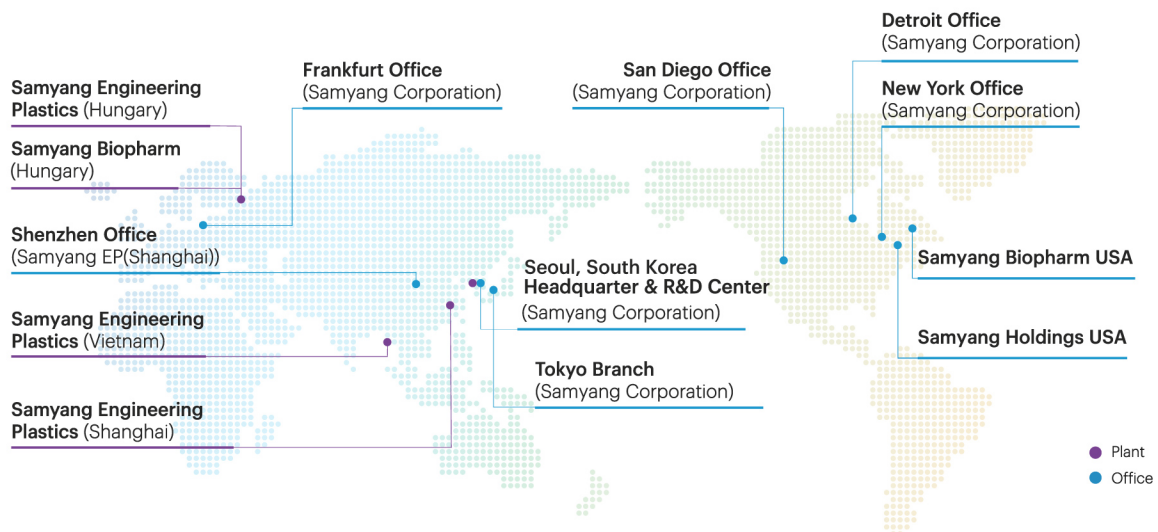 Samyang Engineering
Plastics (Hungary)
Samyang Biopharm
(Hungary)
Shenzhen Office
(Samyang EP(Shanghai))
Samyang Engineering
Plastics (Vietnam)
Samyang Engineering
Plastics (Shanghai)
Frankfurt Office
(Samyang Corporation)
San Diego Office
(Samyang Corporation)
Seoul, South Korea
Headquarter & R&D Center
(Samyang Corporation)
Tokyo Branch
(Samyang Corporation)
Detroit Office
(Samyang Corporation)
New York Office
(Samyang Corporation)
Samyang Biopharm USA
Samyang Holdings USA
Plant
Office